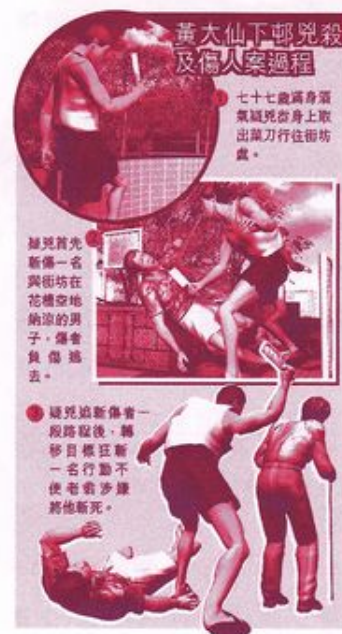 黃大仙下邨兇殺
及傷人案過程
1
七十七歲滿身酒
氣疑兇從身上取
出菜刀行往街坊
處。
2
疑兇首先
斬傷一名
與街坊在
花槽空地
納涼的男
子，傷者
負傷逃
去。
3
疑兇追斬傷者一
段路程後，轉
移目標狂斬
一名行動不
便老翁涉嫌
將他斬死。